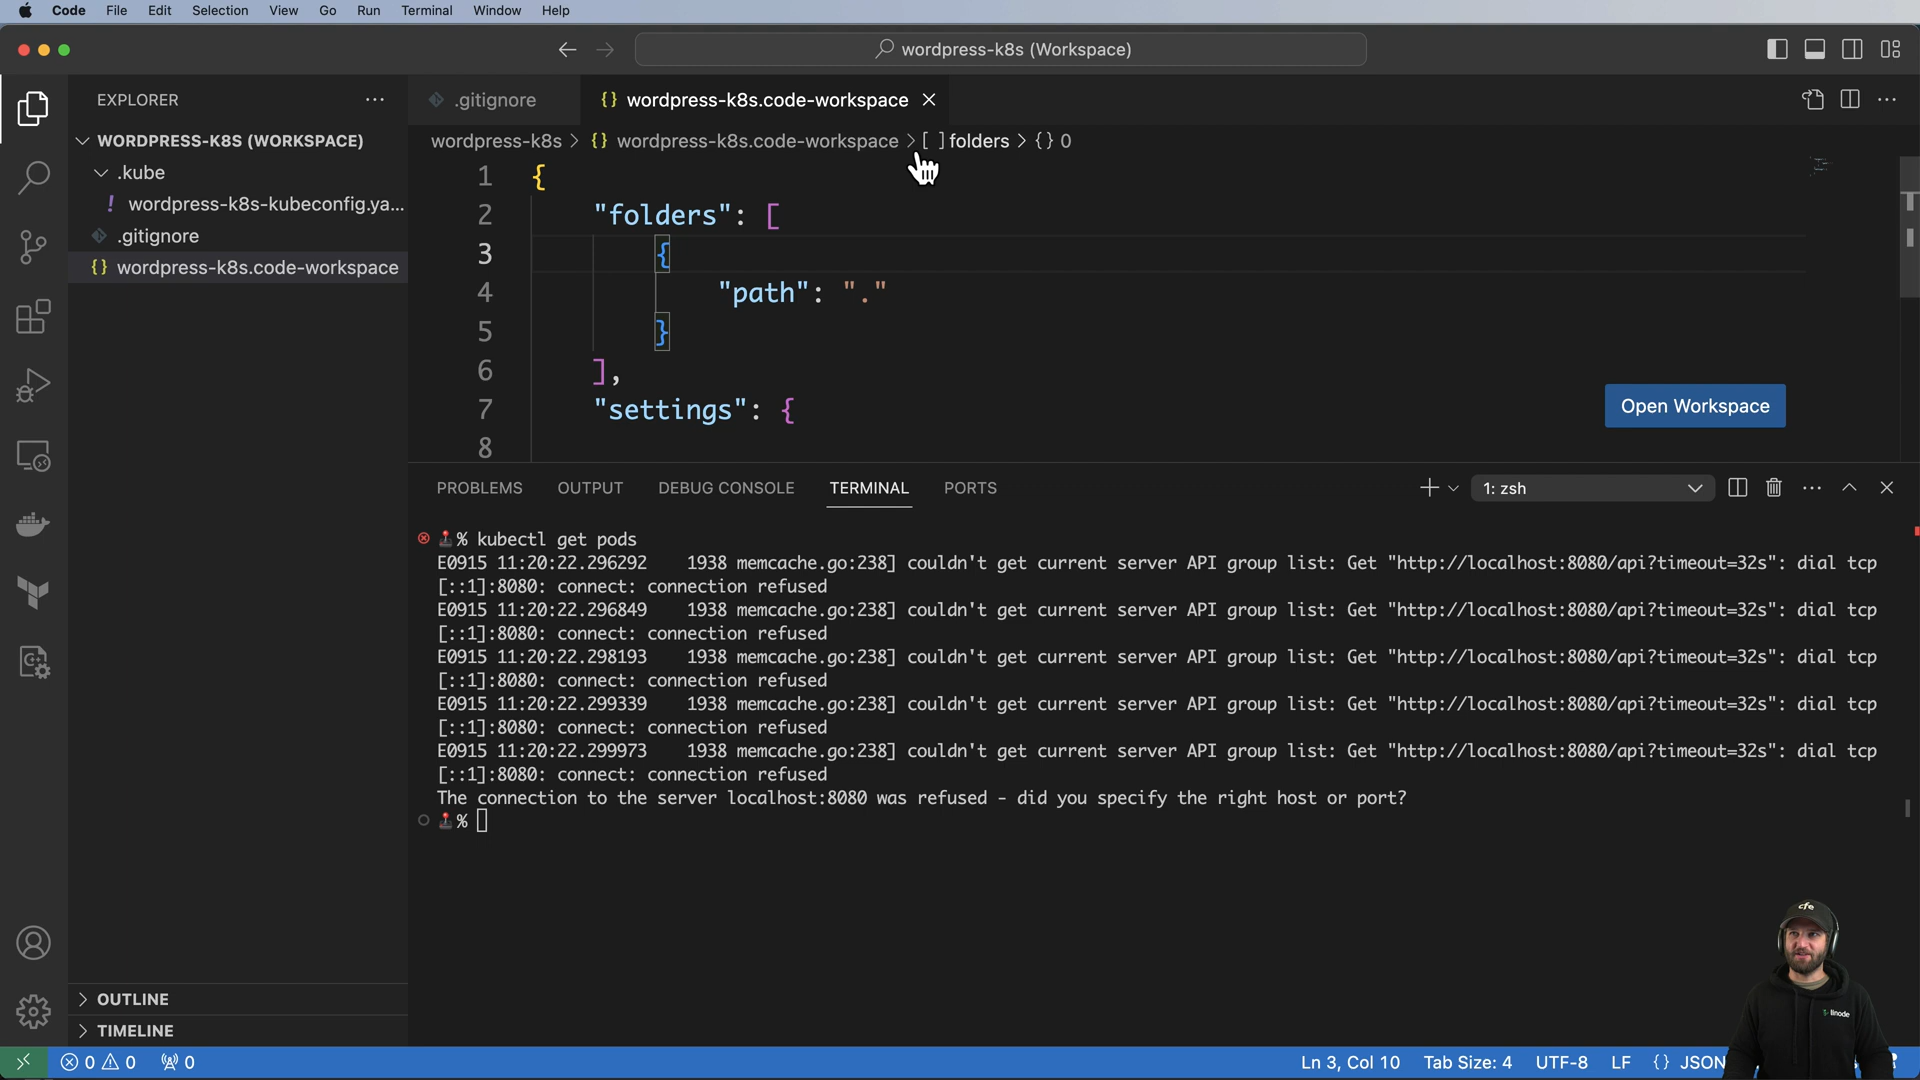 Code File Edit Selection View Go Run Terminal Window Help
wordpress-k8s (Workspace)
EXPLORER
WORDPRESS-K8S (WORKSPACE)
.kube
! wordpress-k8s-kubeconfig.ya...
.gitignore
{} wordpress-k8s.code-workspace
OUTLINE
TIMELINE
.gitignore
{} wordpress-k8s.code-workspace
wordpress-k8s > {} wordpress-k8s.code-workspace > [ ] folders > {} 0
1 {
2 "folders": [
3 {
4 "path": "."
5 }
6 ],
7 "settings": {
8
Open Workspace
PROBLEMS OUTPUT DEBUG CONSOLE TERMINAL PORTS
1: zsh
% kubectl get pods
E0915 11:20:22.296292 1938 memcache.go:238] couldn't get current server API group list: Get "http://localhost:8080/api?timeout=32s": dial tcp
[::1]:8080: connect: connection refused
E0915 11:20:22.296849 1938 memcache.go:238] couldn't get current server API group list: Get "http://localhost:8080/api?timeout=32s": dial tcp
[::1]:8080: connect: connection refused
E0915 11:20:22.298193 1938 memcache.go:238] couldn't get current server API group list: Get "http://localhost:8080/api?timeout=32s": dial tcp
[::1]:8080: connect: connection refused
E0915 11:20:22.299339 1938 memcache.go:238] couldn't get current server API group list: Get "http://localhost:8080/api?timeout=32s": dial tcp
[::1]:8080: connect: connection refused
E0915 11:20:22.299973 1938 memcache.go:238] couldn't get current server API group list: Get "http://localhost:8080/api?timeout=32s": dial tcp
[::1]:8080: connect: connection refused
The connection to the server localhost:8080 was refused - did you specify the right host or port?
%
cfe
linode
0 0 0
Ln 3, Col 10 Tab Size: 4 UTF-8 LF {} JSON